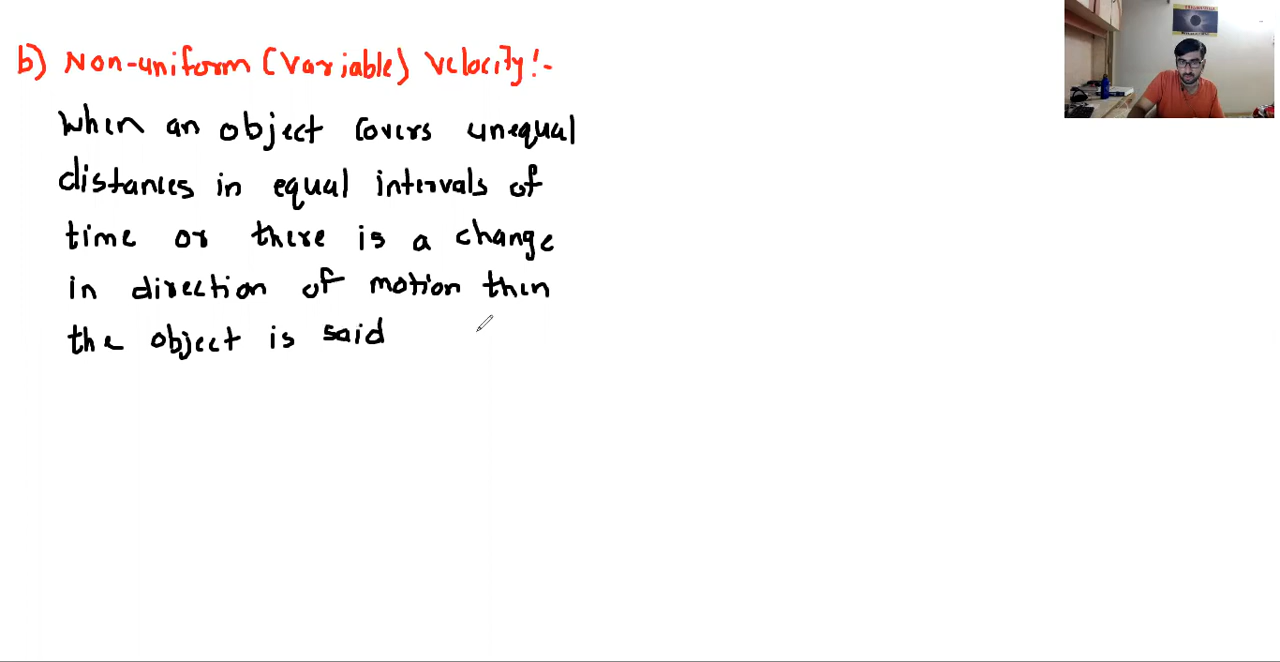 b) Non-uniform (Variable) Velocity:-
When an object covers unequal
distances in equal intervals of
time or there is a change
in direction of motion then
the object is said